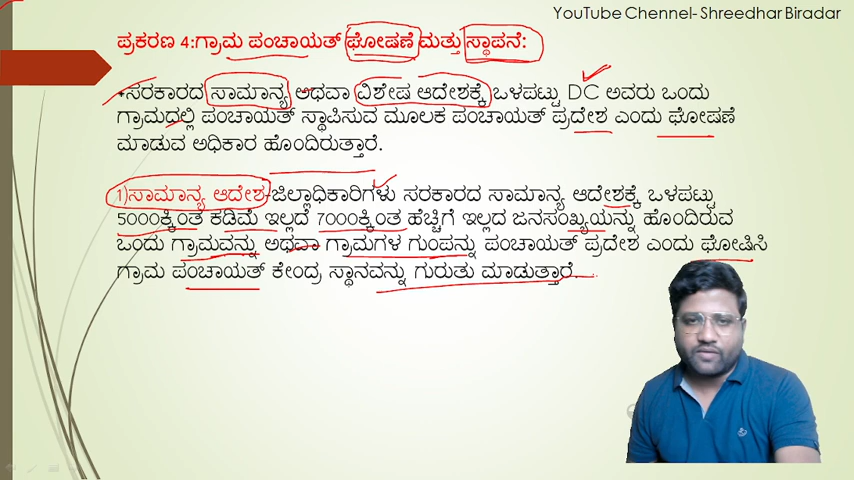 YouTube Chennel- Shreedhar Biradar
ಪ್ರಕರಣ 4:ಗ್ರಾಮ ಪಂಚಾಯತ್ ಘೋಷಣೆ ಮತ್ತು ಸ್ಥಾಪನೆ:
*ಸರಕಾರದ ಸಾಮಾನ್ಯ ಅಥವಾ ವಿಶೇಷ ಆದೇಶಕ್ಕೆ ಒಳಪಟ್ಟು DC ಅವರು ಒಂದು
ಗ್ರಾಮದಲ್ಲಿ ಪಂಚಾಯತ್ ಸ್ಥಾಪಿಸುವ ಮೂಲಕ ಪಂಚಾಯತ್ ಪ್ರದೇಶ ಎಂದು ಘೋಷಣೆ
ಮಾಡುವ ಅಧಿಕಾರ ಹೊಂದಿರುತ್ತಾರೆ.
1)ಸಾಮಾನ್ಯ ಆದೇಶ-ಜಿಲ್ಲಾಧಿಕಾರಿಗಳು ಸರಕಾರದ ಸಾಮಾನ್ಯ ಆದೇಶಕ್ಕೆ ಒಳಪಟ್ಟು
5000ಕ್ಕಿಂತ ಕಡಿಮೆ ಇಲ್ಲದೆ 7000ಕ್ಕಿಂತ ಹೆಚ್ಚಿಗೆ ಇಲ್ಲದ ಜನಸಂಖ್ಯೆಯನ್ನು ಹೊಂದಿರುವ
ಒಂದು ಗ್ರಾಮವನ್ನು ಅಥವಾ ಗ್ರಾಮಗಳ ಗುಂಪನ್ನು ಪಂಚಾಯತ್ ಪ್ರದೇಶ ಎಂದು ಘೋಷಿಸಿ
ಗ್ರಾಮ ಪಂಚಾಯತ್ ಕೇಂದ್ರ ಸ್ಥಾನವನ್ನು ಗುರುತು ಮಾಡುತ್ತಾರೆ.